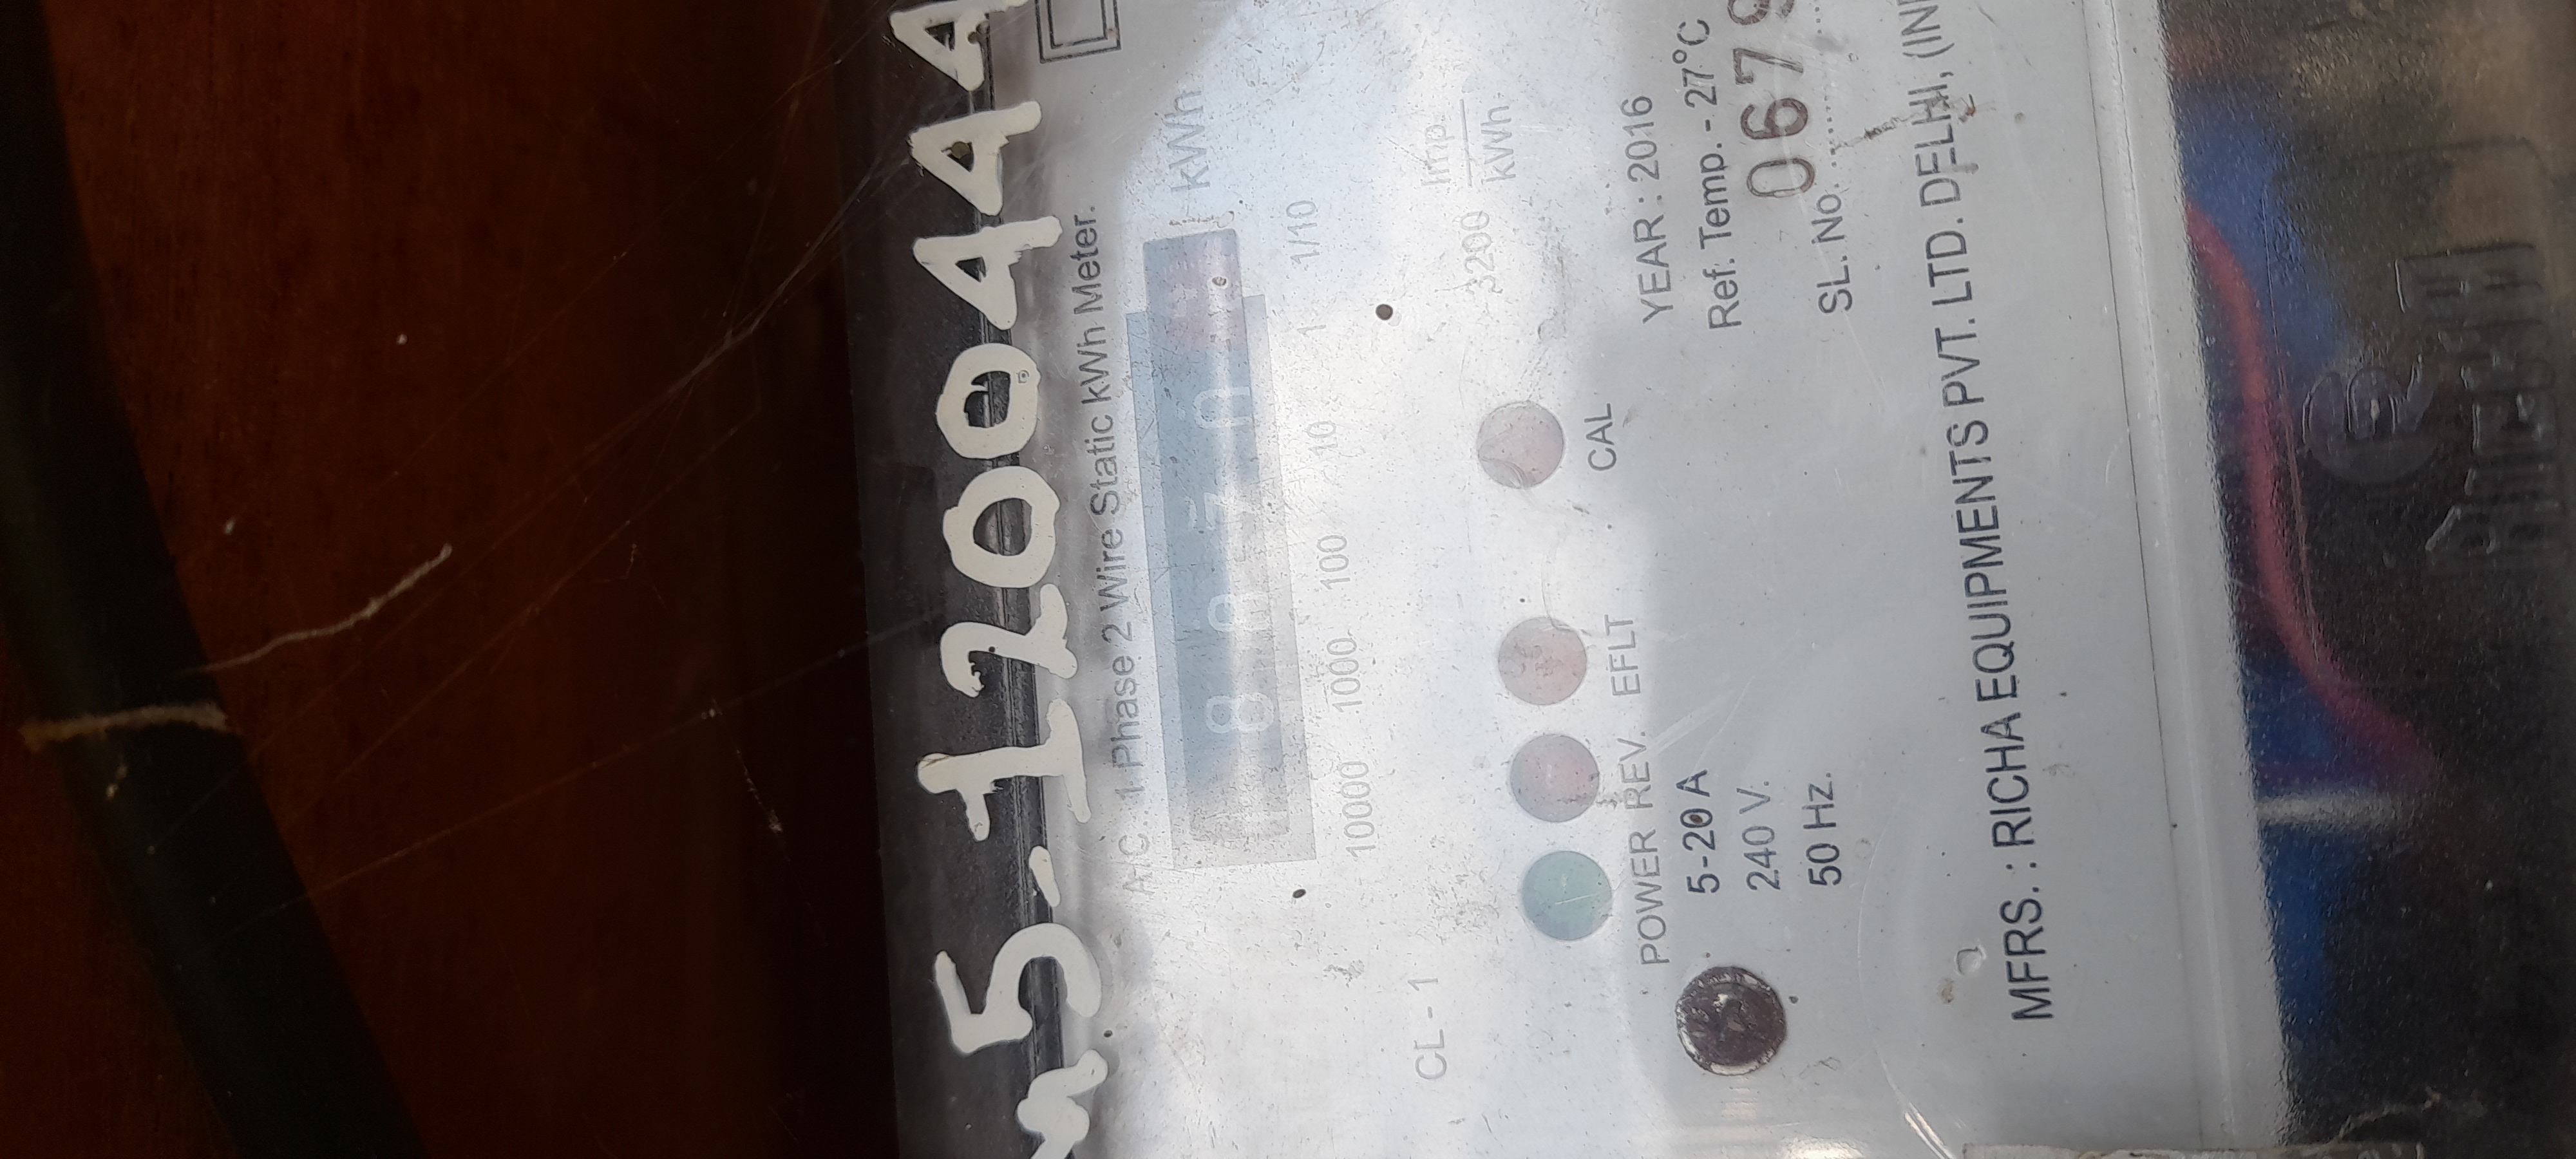 5.1200444
A.C. 1-Phase 2 Wire Static kWh Meter.
kWh
10000 1000 100 10 1 1/10
CL - 1
3200 Imp. / kWh
POWER REV. EFLT CAL
5-20 A
240 V.
50 Hz.
YEAR : 2016
Ref. Temp. - 27°C
SL. No.
0679
MFRS. : RICHA EQUIPMENTS PVT. LTD. DELHI,